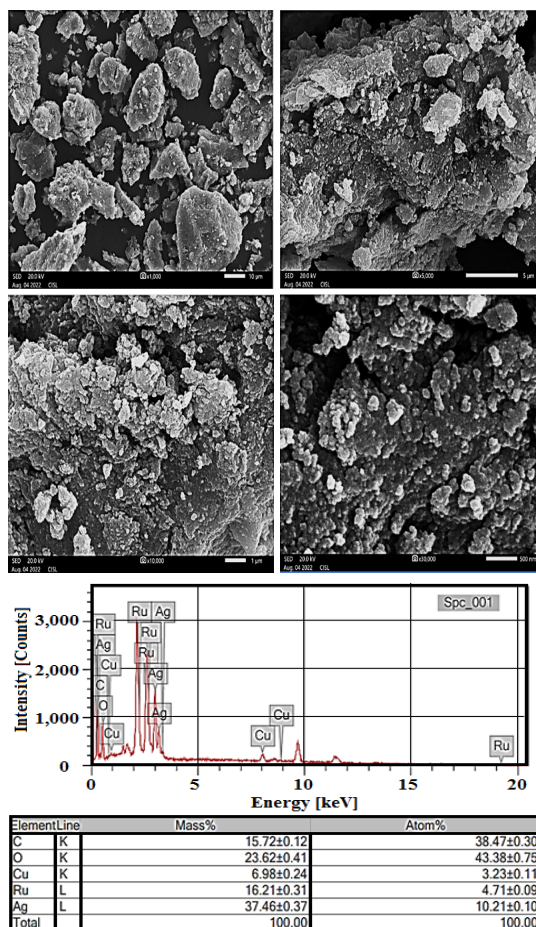 SED 20.0 kV x1,000 10 µm
Aug. 04 2022 CISL
SED 20.0 kV x5,000 5 µm
Aug. 04 2022 CISL
SED 20.0 kV x10,000 1 µm
Aug. 04 2022 CISL
SED 20.0 kV x30,000 500 nm
Aug. 04 2022 CISL
Intensity [Counts]
3,000
2,000
1,000
0
Spc_001
Ru
Ag
Cu
C
O
Cu
Ru
Ag
Ru
Ru
Ag
Ag
Cu
Cu
Ru
0 5 10 15 20
Energy [keV]
Element Line Mass% Atom%
C K 15.72±0.12 38.47±0.30
O K 23.62±0.41 43.38±0.75
Cu K 6.98±0.24 3.23±0.11
Ru L 16.21±0.31 4.71±0.09
Ag L 37.46±0.37 10.21±0.10
Total 100.00 100.00